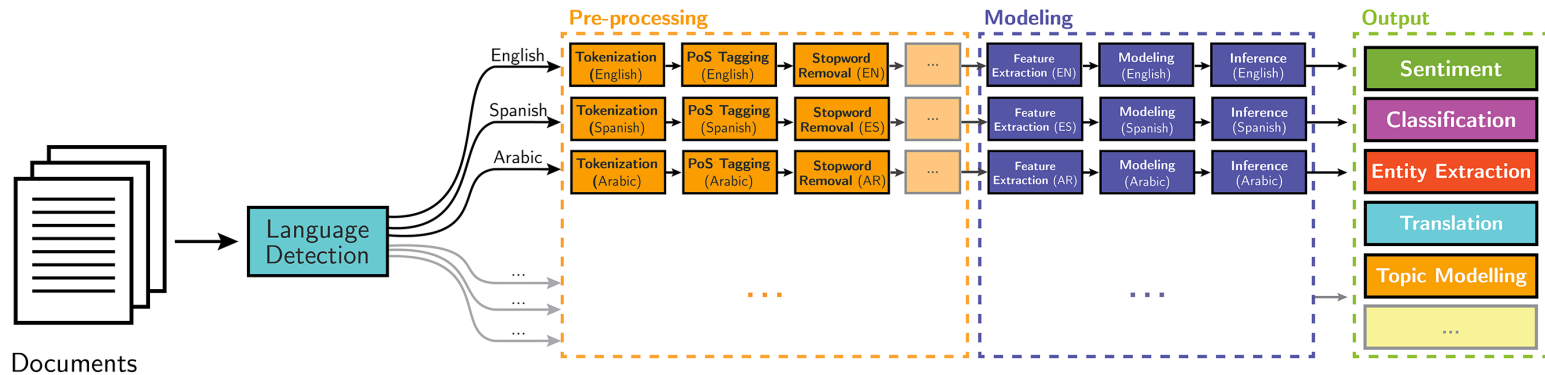 Pre-processing
Modeling
Output
English
Tokenization
(English)
PoS Tagging
(English)
Stopword
Removal (EN)
...
Feature
Extraction (EN)
Modeling
(English)
Inference
(English)
Sentiment
Spanish
Tokenization
(Spanish)
PoS Tagging
(Spanish)
Stopword
Removal (ES)
...
Feature
Extraction (ES)
Modeling
(Spanish)
Inference
(Spanish)
Classification
Arabic
Tokenization
(Arabic)
PoS Tagging
(Arabic)
Stopword
Removal (AR)
...
Feature
Extraction (AR)
Modeling
(Arabic)
Inference
(Arabic)
Entity Extraction
Language
Detection
Translation
...
...
...
...
...
Topic Modelling
...
Documents